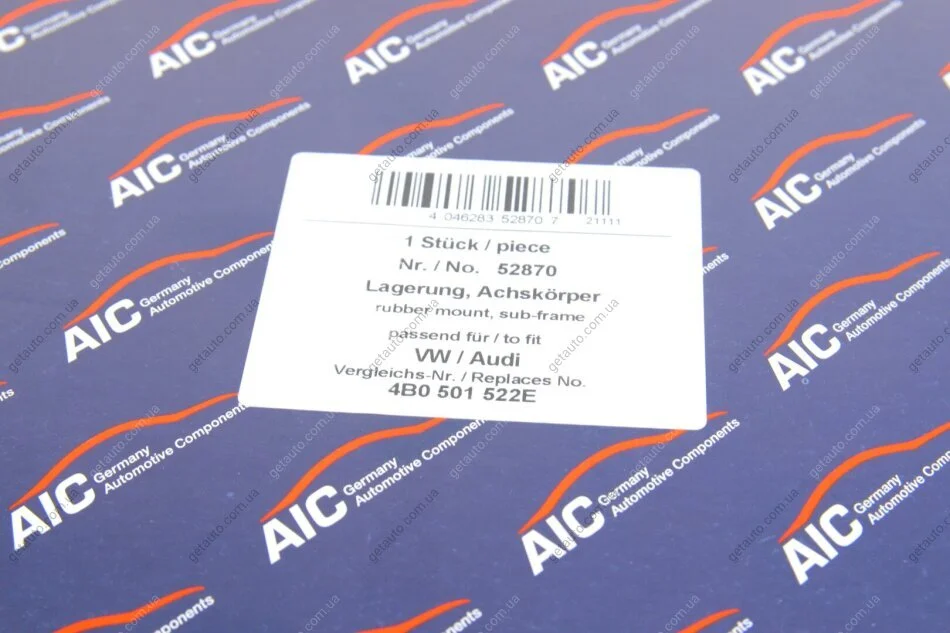 4 046283 52870 7 21111
1 Stück / piece
Nr. / No. 52870
Lagerung, Achskörper
rubber mount, sub-frame
passend für / to fit
VW / Audi
Vergleichs-Nr. / Replaces No.
4B0 501 522E
AIC Germany
Automotive Components
getauto.com.ua